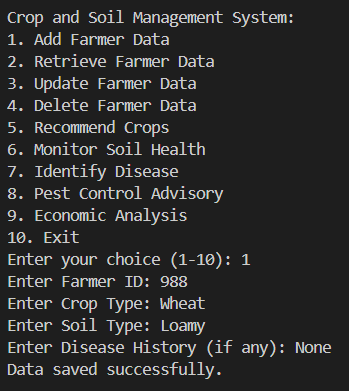 Crop and Soil Management System:
1. Add Farmer Data
2. Retrieve Farmer Data
3. Update Farmer Data
4. Delete Farmer Data
5. Recommend Crops
6. Monitor Soil Health
7. Identify Disease
8. Pest Control Advisory
9. Economic Analysis
10. Exit
Enter your choice (1-10): 1
Enter Farmer ID: 988
Enter Crop Type: Wheat
Enter Soil Type: Loamy
Enter Disease History (if any): None
Data saved successfully.